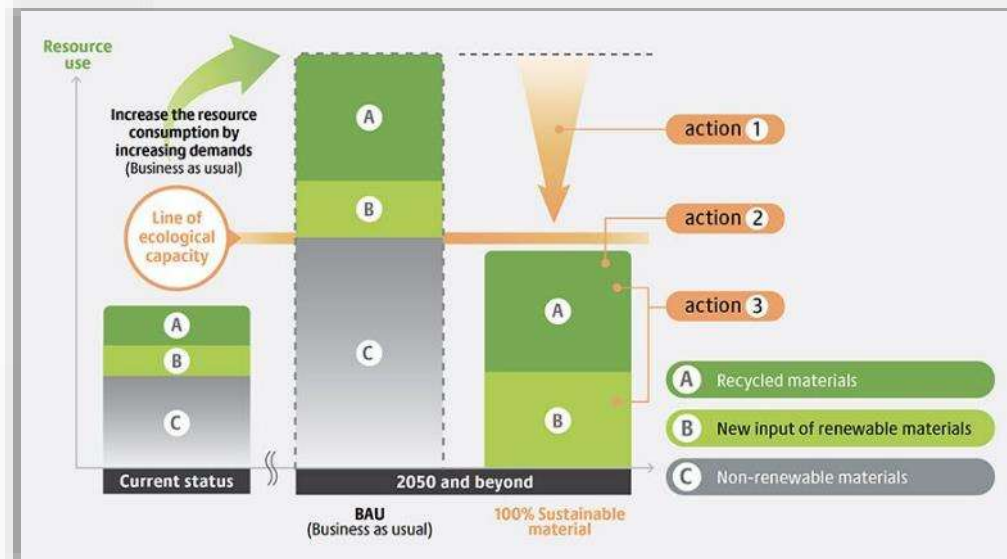 Resource
use
Increase the resource
consumption by
increasing demands
(Business as usual)
Line of
ecological
capacity
A
B
C
A
B
C
A
B
action 1
action 2
action 3
A Recycled materials
B New input of renewable materials
C Non-renewable materials
Current status
2050 and beyond
BAU
(Business as usual)
100% Sustainable
material